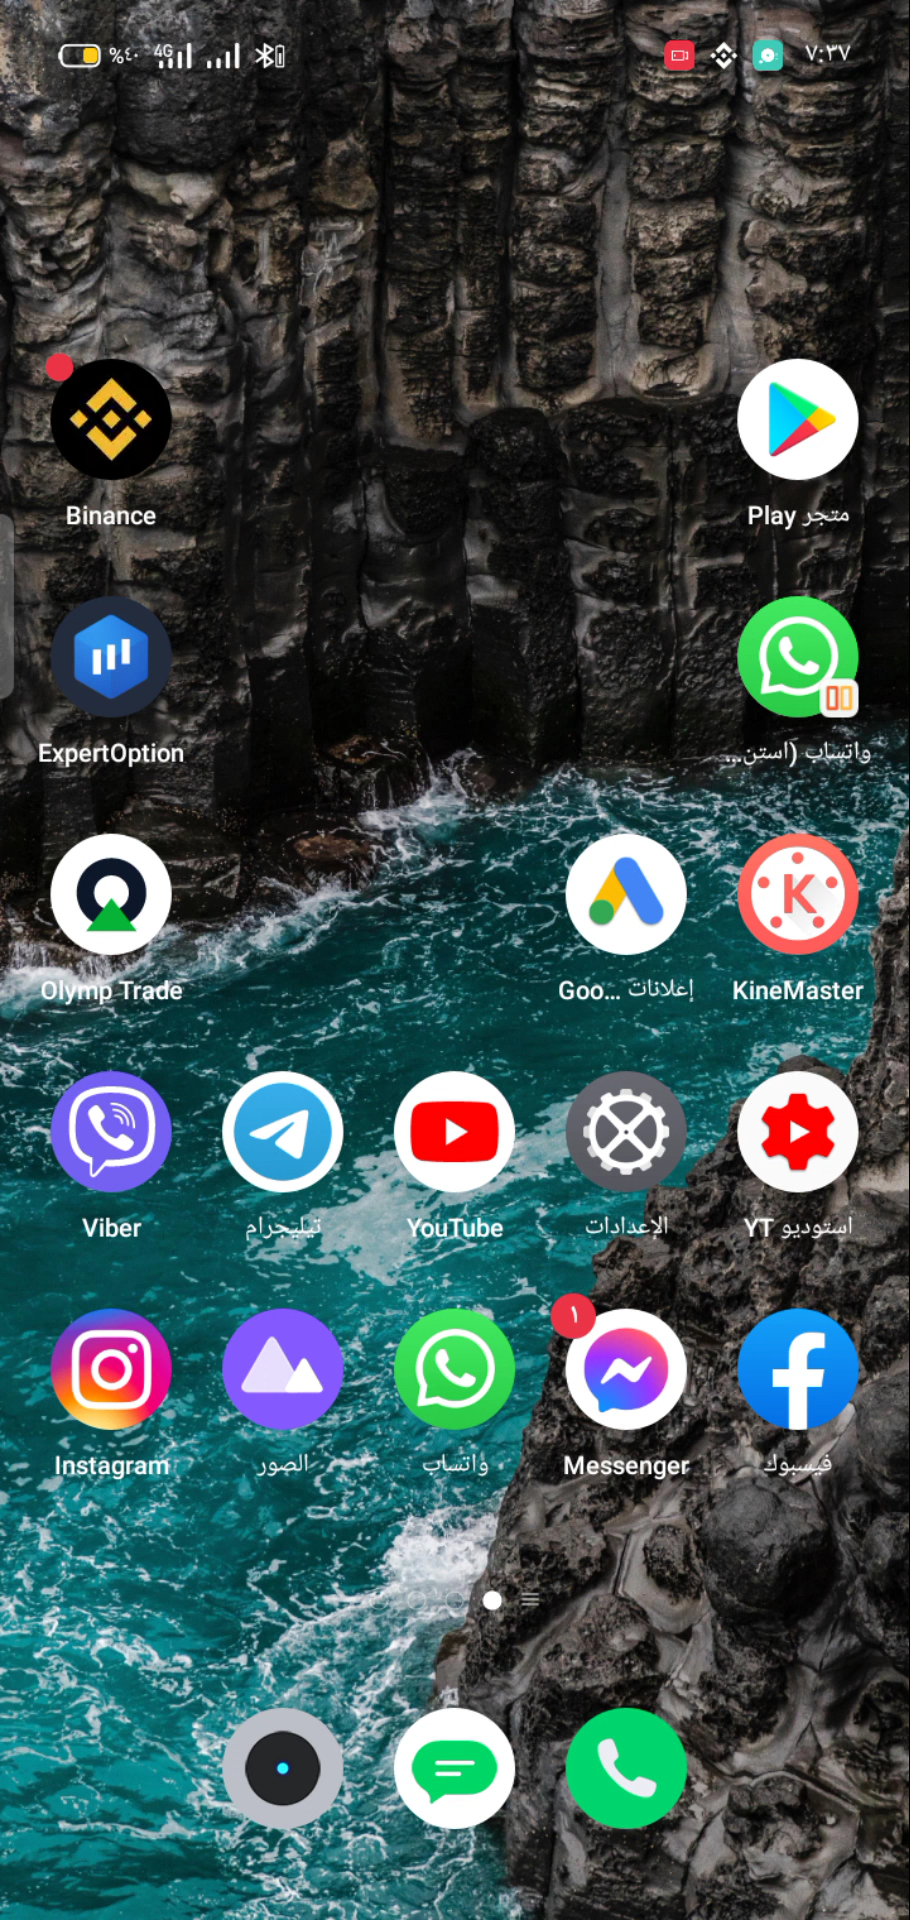 ٧:٣٧
4G %٤٠
متجر Play
Binance
واتساب (استن...
ExpertOption
KineMaster
إعلانات Goo...
Olymp Trade
استوديو YT
الإعدادات
YouTube
تيليجرام
Viber
١
فيسبوك
Messenger
واتساب
الصور
Instagram